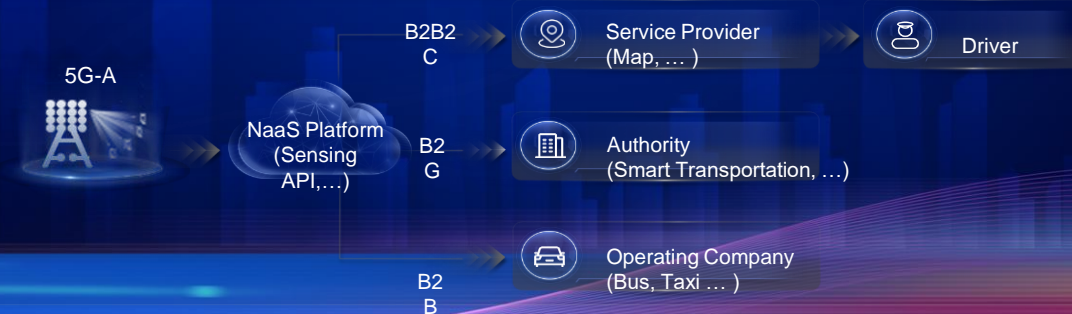 5G-A
NaaS Platform
(Sensing
API,…)
B2B2
C
Service Provider
(Map, … )
Driver
B2
G
Authority
(Smart Transportation, …)
B2
B
Operating Company
(Bus, Taxi … )